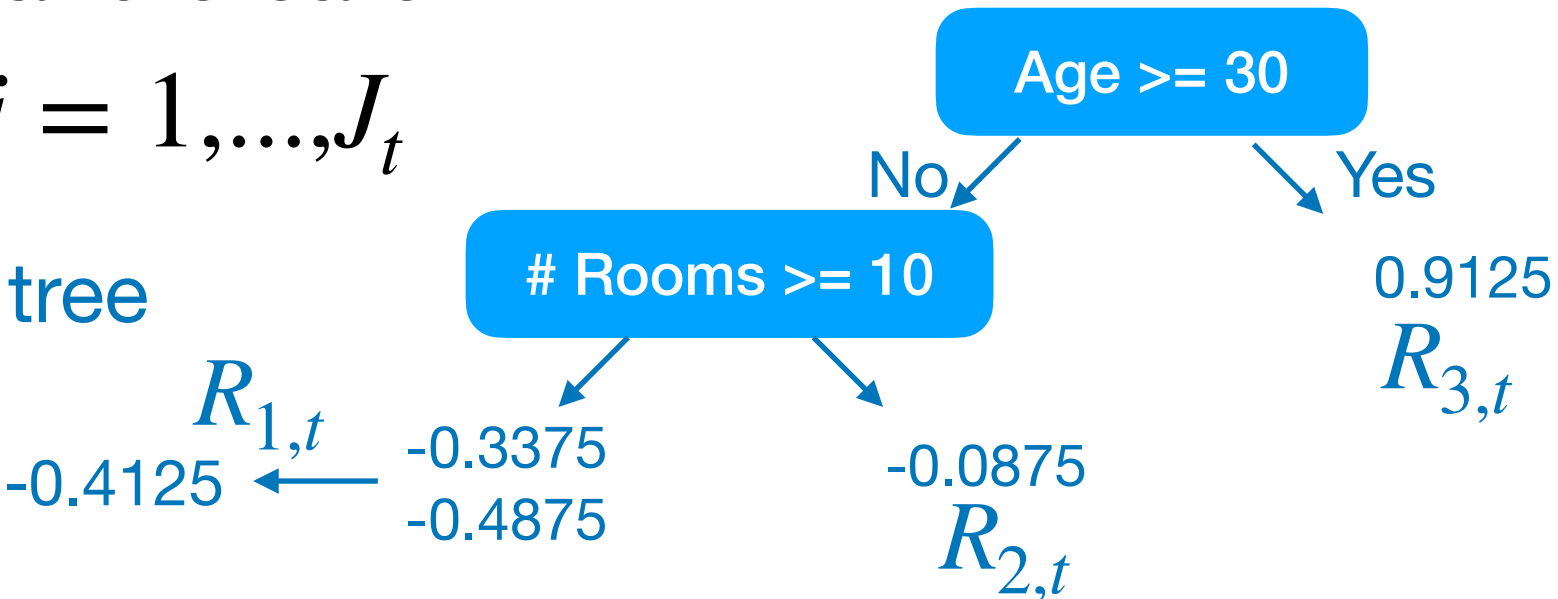 = 1,...,J_t
Age >= 30
No
Yes
# Rooms >= 10
tree
0.9125
R_{3,t}
R_{1,t}
-0.3375
-0.4125
-0.4875
-0.0875
R_{2,t}